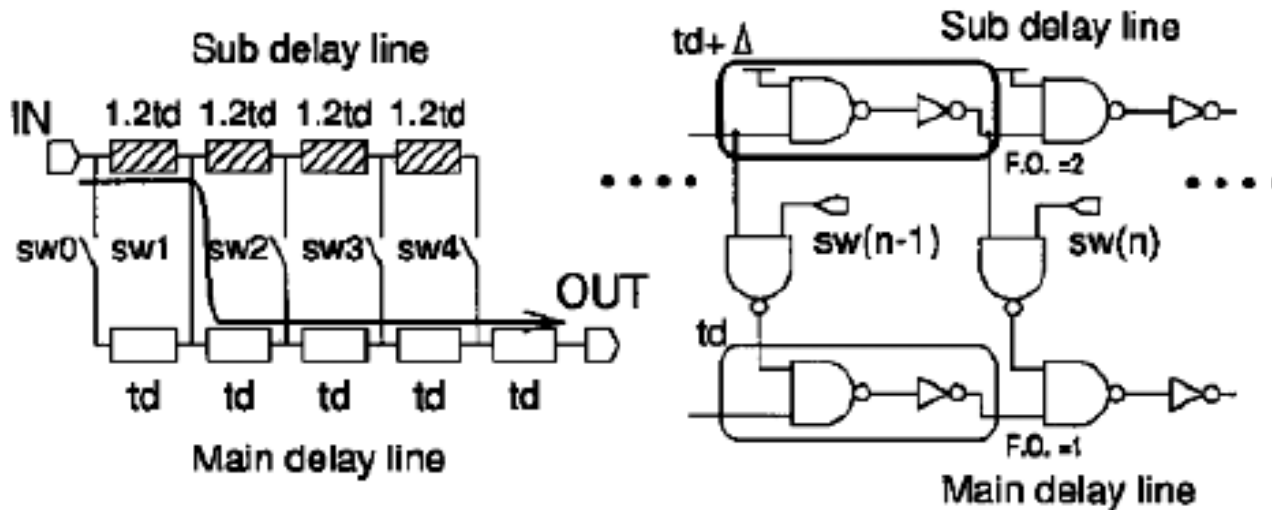 Sub delay line
1.2td 1.2td 1.2td 1.2td
IN
sw0 sw1 sw2 sw3 sw4
OUT
td td td td td
Main delay line
Sub delay line
td+ Δ
F.O. =2
sw(n-1) sw(n)
td
F.O. =1
Main delay line